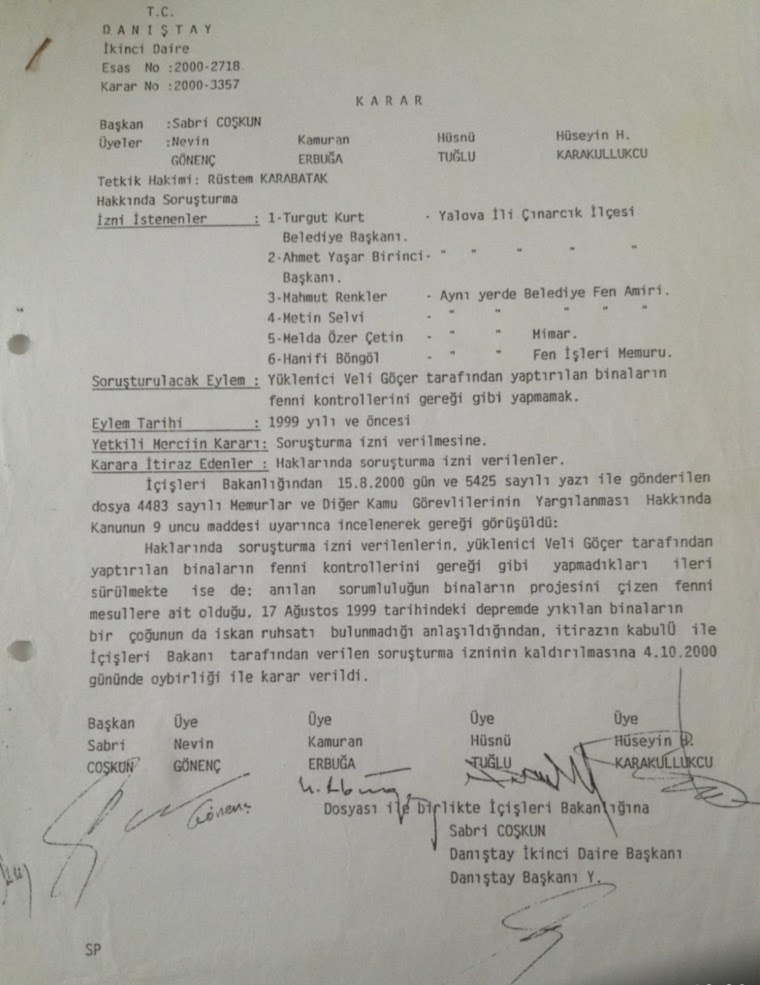 T.C.
D A N I Ş T A Y
İkinci Daire
Esas No :2000-2718
Karar No :2000-3357
K A R A R
Başkan :Sabri COŞKUN
Üyeler :Nevin Kamuran Hüsnü Hüseyin H.
GÖNENÇ ERBUĞA TUĞLU KARAKULLUKCU
Tetkik Hakimi: Rüstem KARABATAK
Hakkında Soruşturma
İzni İstenenler : 1-Turgut Kurt - Yalova İli Çınarcık İlçesi
Belediye Başkanı.
2-Ahmet Yaşar Birinci- " " " " "
Başkanı.
3-Mahmut Renkler - Aynı yerde Belediye Fen Amiri.
4-Metin Selvi - " " " " "
5-Melda Özer Çetin - " " Mimar.
6-Hanifi Böngöl - " " Fen İşleri Memuru.
Soruşturulacak Eylem : Yüklenici Veli Göçer tarafından yaptırılan binaların
fenni kontrollerini gereği gibi yapmamak.
Eylem Tarihi : 1999 yılı ve öncesi
Yetkili Merciin Kararı: Soruşturma izni verilmesine.
Karara İtiraz Edenler : Haklarında soruşturma izni verilenler.
İçişleri Bakanlığından 15.8.2000 gün ve 5425 sayılı yazı ile gönderilen
dosya 4483 sayılı Memurlar ve Diğer Kamu Görevlilerinin Yargılanması Hakkında
Kanunun 9 uncu maddesi uyarınca incelenerek gereği görüşüldü:
Haklarında soruşturma izni verilenlerin, yüklenici Veli Göçer tarafından
yaptırılan binaların fenni kontrollerini gereği gibi yapmadıkları ileri
sürülmekte ise de; anılan sorumluluğun binaların projesini çizen fenni
mesullere ait olduğu, 17 Ağustos 1999 tarihindeki depremde yıkılan binaların
bir çoğunun da iskan ruhsatı bulunmadığı anlaşıldığından, itirazın kabulÜ ile
İçişleri Bakanı tarafından verilen soruşturma izninin kaldırılmasına 4.10.2000
gününde oybirliği ile karar verildi.
Başkan Üye Üye Üye Üye
Sabri Nevin Kamuran Hüsnü Hüseyin H.
COŞKUN GÖNENÇ ERBUĞA TUĞLU KARAKULLUKCU
Gönenç
Dosyası ile birlikte İçişleri Bakanlığına
Sabri COŞKUN
Danıştay İkinci Daire Başkanı
Danıştay Başkanı Y.
SP